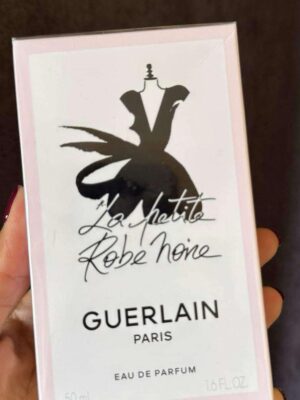 La petite
Robe noire
GUERLAIN
PARIS
EAU DE PARFUM
50 ml 1.6 FL.OZ.